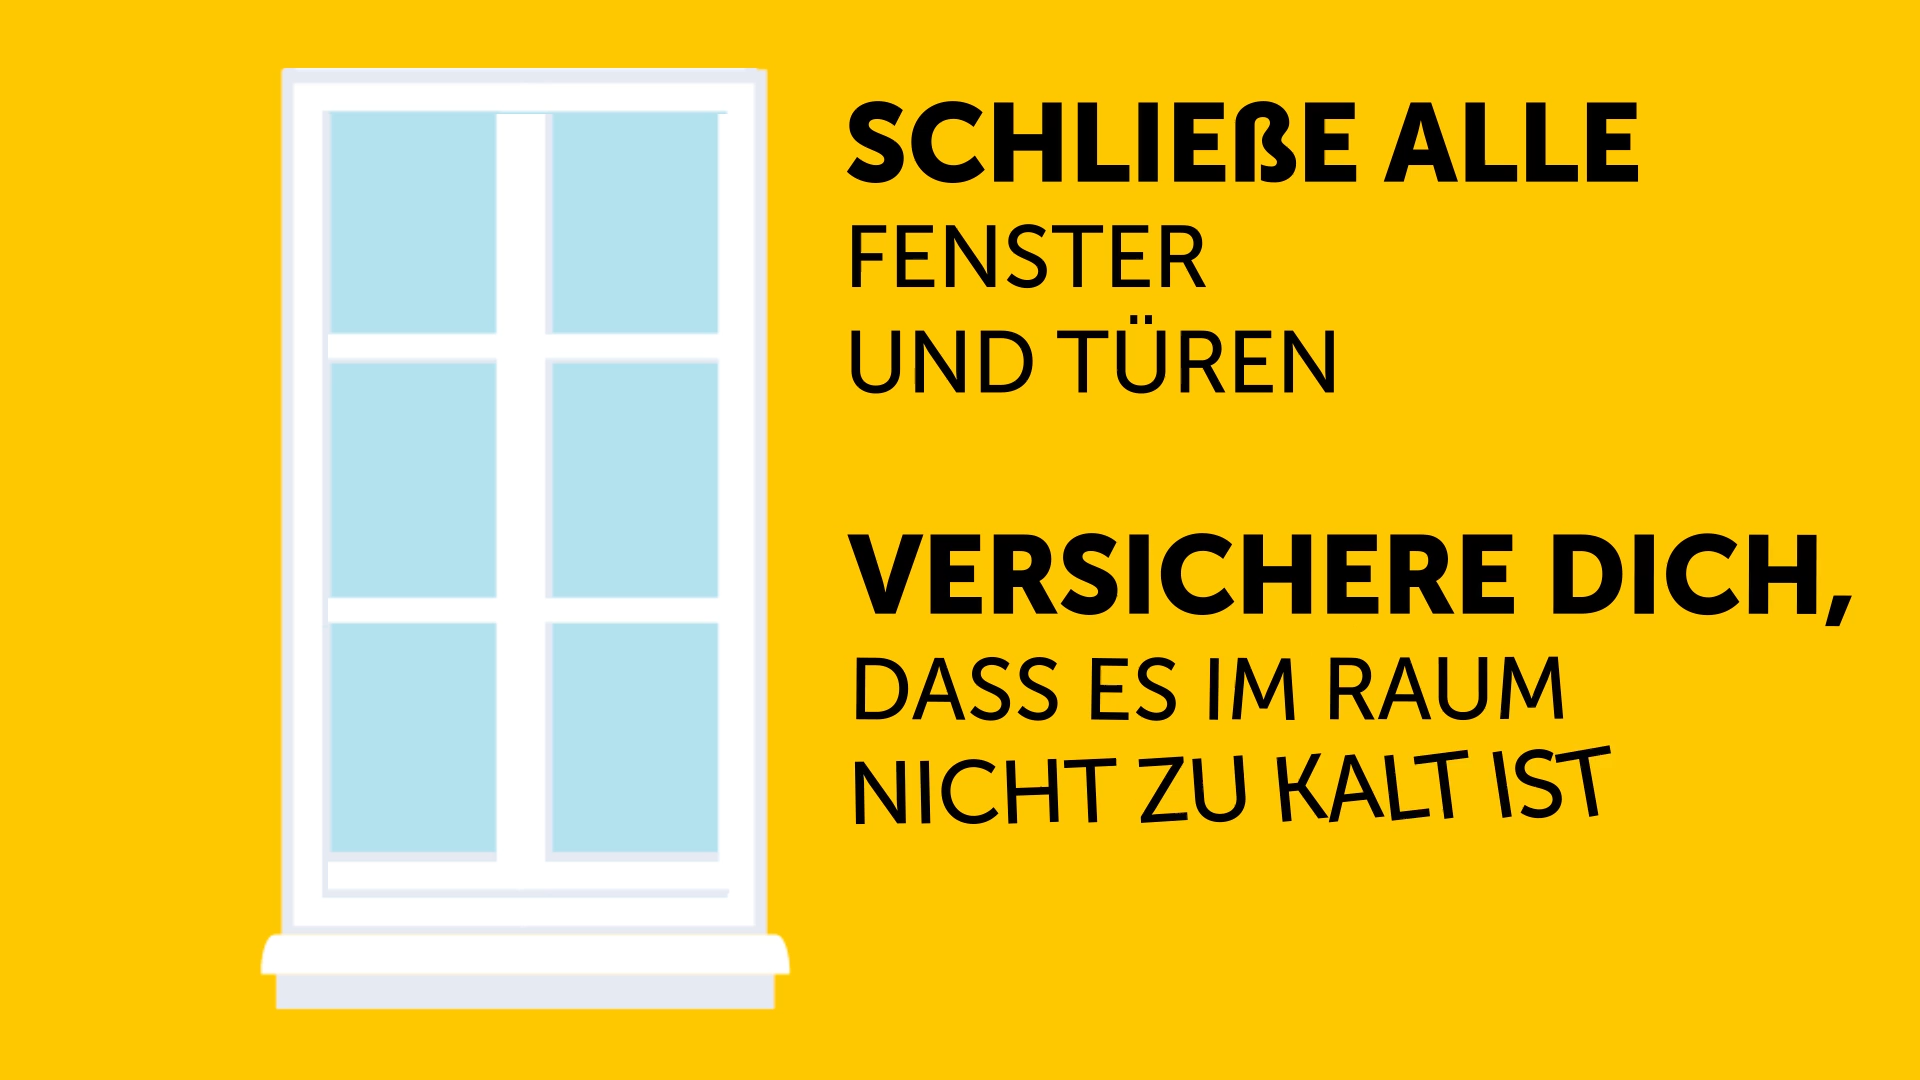 SCHLIEßE ALLE
FENSTER
UND TÜREN
VERSICHERE DICH,
DASS ES IM RAUM
NICHT ZU KALT IST